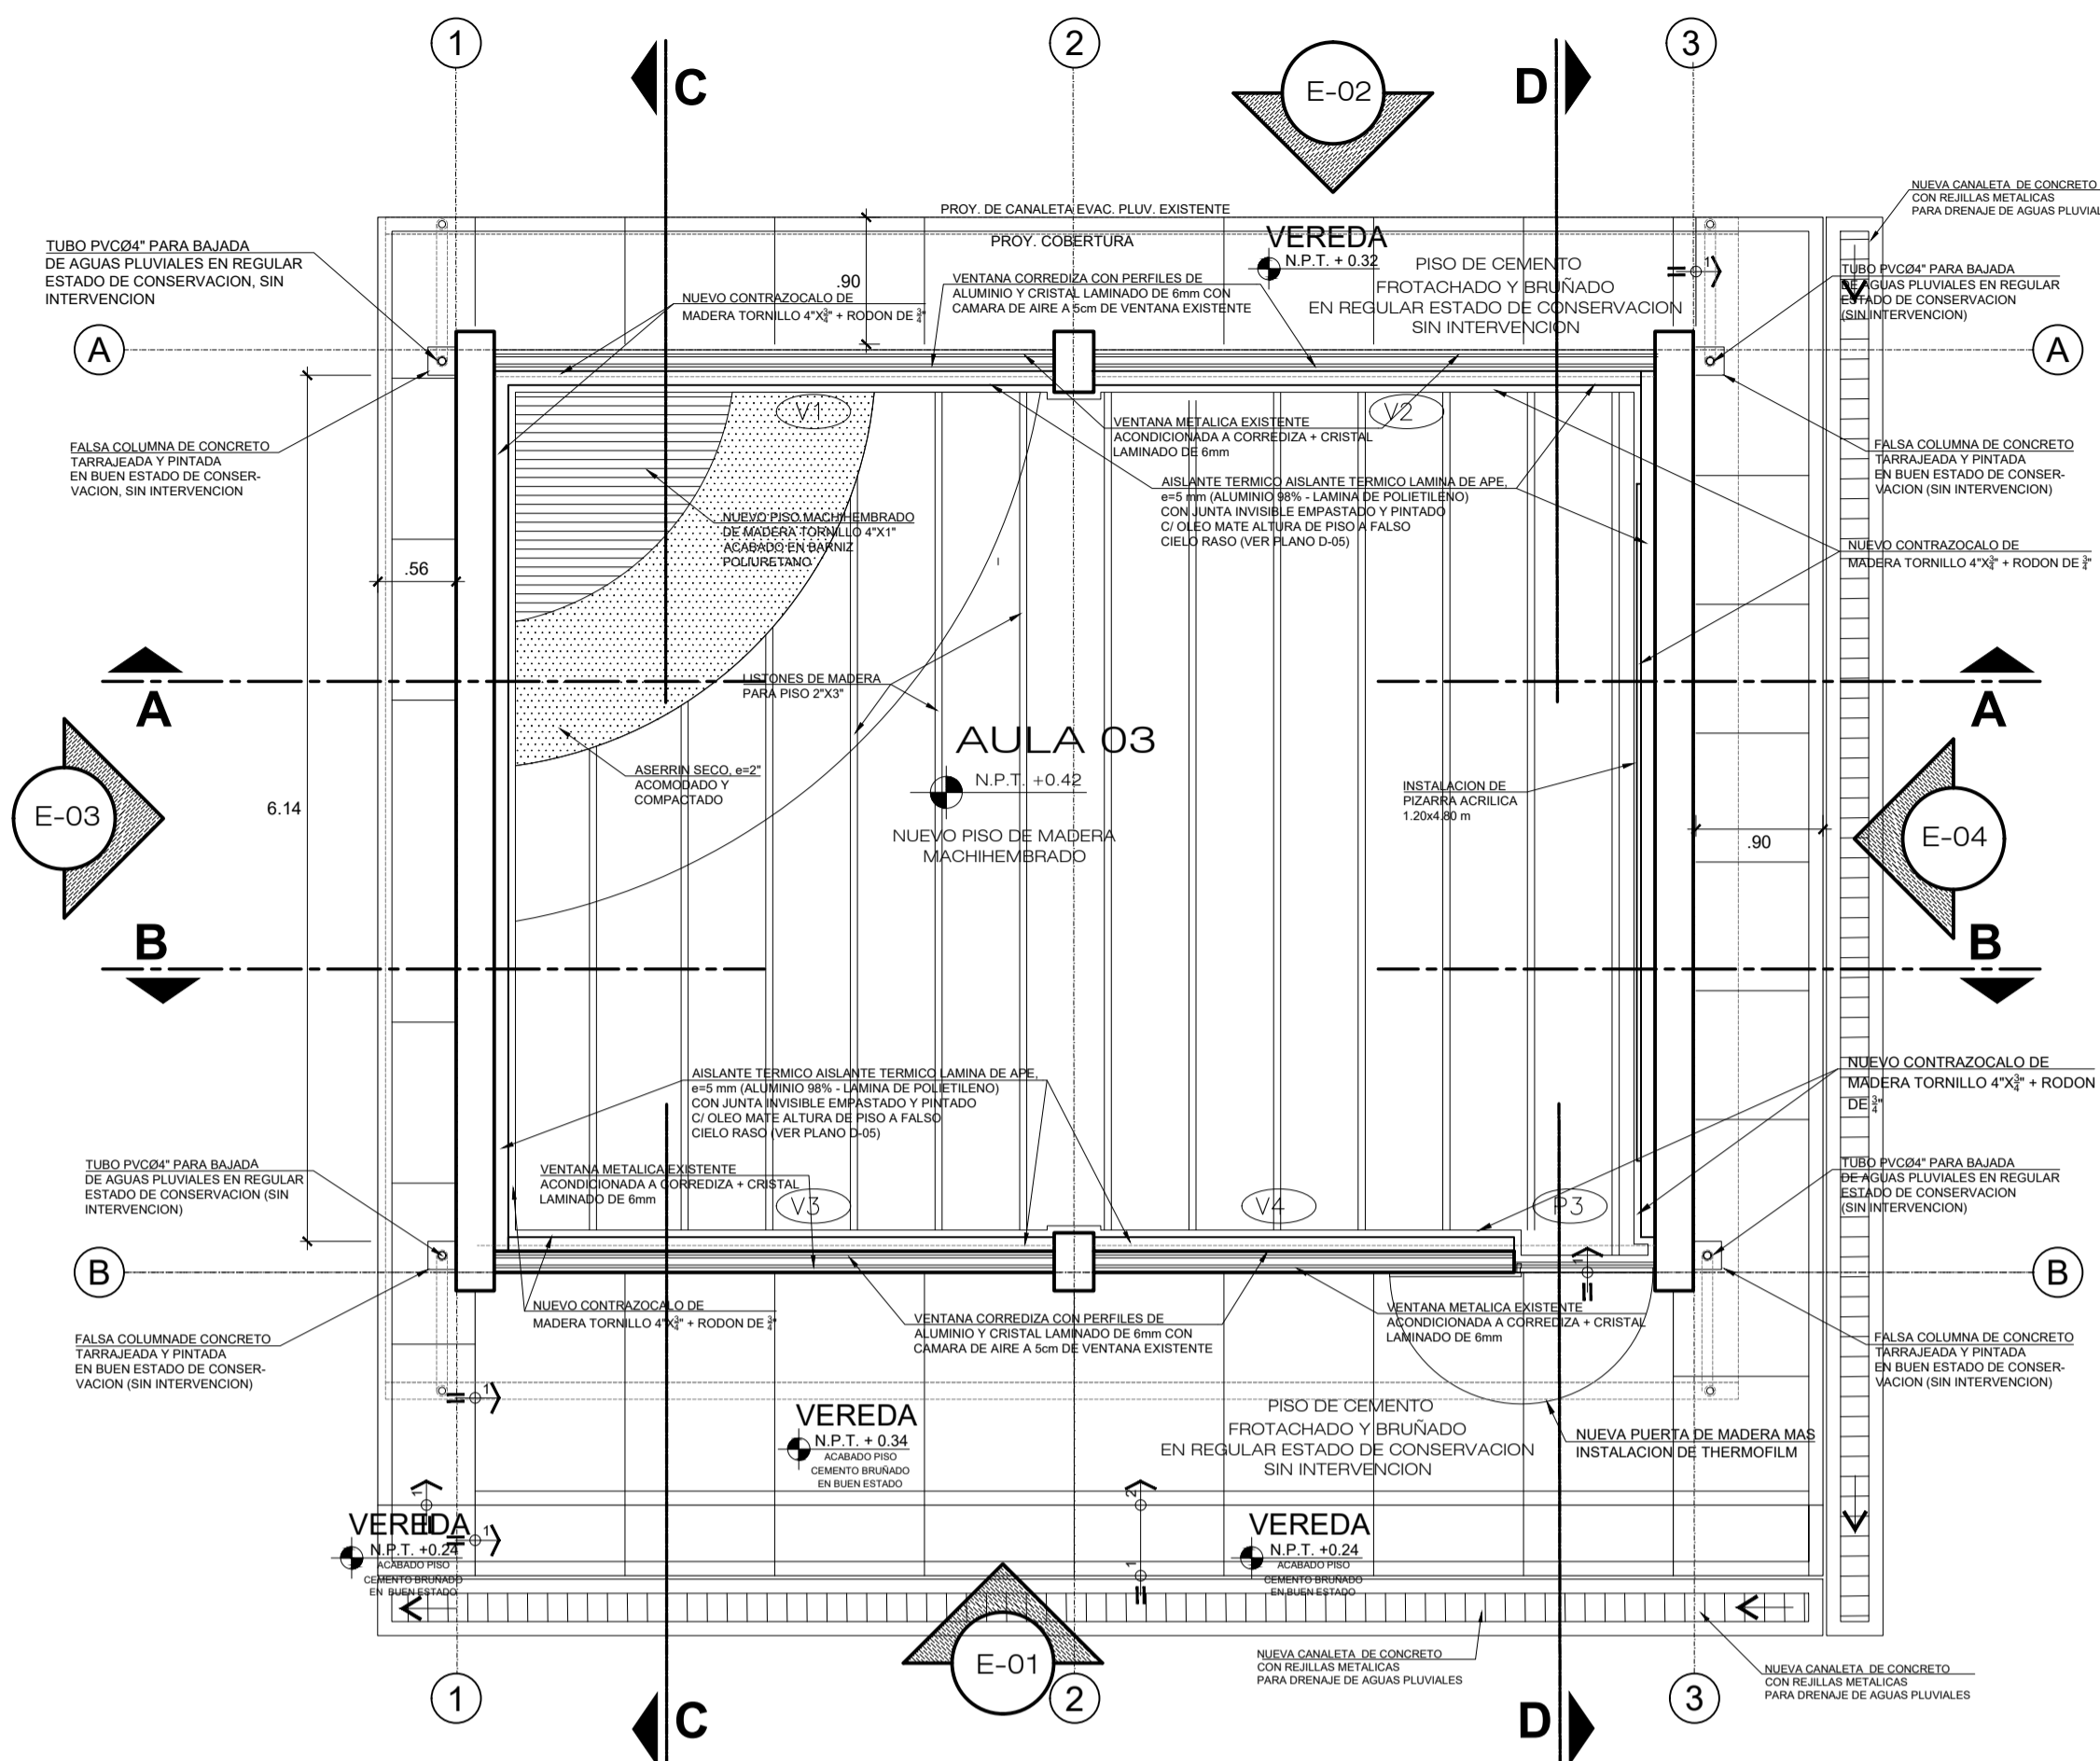 1
2
3
C
D
E-02
NUEVA CANALETA DE CONCRETO
CON REJILLAS METALICAS
PARA DRENAJE DE AGUAS
PROY. DE CANALETA EVAC. PLUV. EXISTENTE
PROY. COBERTURA
VEREDA
N.P.T. + 0.32
PISO DE CEMENTO
FROTACHADO Y BRUÑADO
EN REGULAR ESTADO DE CONSERVACION
SIN INTERVENCION
1
TUBO PVCØ4" PARA BAJADA
DE AGUAS PLUVIALES EN REGULAR
ESTADO DE CONSERVACION, SIN
INTERVENCION
.90
NUEVO CONTRAZOCALO DE
MADERA TORNILLO 4"X3/4" + RODON DE 3/4"
VENTANA CORREDIZA CON PERFILES DE
ALUMINIO Y CRISTAL LAMINADO DE 6mm CON
CAMARA DE AIRE A 5cm DE VENTANA EXISTENTE
TUBO PVCØ4" PARA BAJADA
DE AGUAS PLUVIALES EN REGULAR
ESTADO DE CONSERVACION
(SIN INTERVENCION)
A
A
V1
V2
FALSA COLUMNA DE CONCRETO
TARRAJEADA Y PINTADA
EN BUEN ESTADO DE CONSER-
VACION, SIN INTERVENCION
VENTANA METALICA EXISTENTE
ACONDICIONADA A CORREDIZA + CRISTAL
LAMINADO DE 6mm
FALSA COLUMNA DE CONCRETO
TARRAJEADA Y PINTADA
EN BUEN ESTADO DE CONSER-
VACION (SIN INTERVENCION)
AISLANTE TERMICO AISLANTE TERMICO LAMINA DE APE,
e=5 mm (ALUMINIO 98% - LAMINA DE POLIETILENO)
CON JUNTA INVISIBLE EMPASTADO Y PINTADO
C/ OLEO MATE ALTURA DE PISO A FALSO
CIELO RASO (VER PLANO D-05)
NUEVO PISO MACHIHEMBRADO
DE MADERA TORNILLO 4"X1"
ACABADO EN BARNIZ
POLIURETANO
NUEVO CONTRAZOCALO DE
MADERA TORNILLO 4"X3/4" + RODON DE 3/4"
.56
LISTONES DE MADERA
PARA PISO 2"X3"
A
A
AULA 03
N.P.T. +0.42
NUEVO PISO DE MADERA
MACHIHEMBRADO
ASERRIN SECO, e=2"
ACOMODADO Y
COMPACTADO
INSTALACION DE
PIZARRA ACRILICA
1.20x4.80 m
E-03
6.14
.90
E-04
B
B
AISLANTE TERMICO AISLANTE TERMICO LAMINA DE APE,
e=5 mm (ALUMINIO 98% - LAMINA DE POLIETILENO)
CON JUNTA INVISIBLE EMPASTADO Y PINTADO
C/ OLEO MATE ALTURA DE PISO A FALSO
CIELO RASO (VER PLANO D-05)
NUEVO CONTRAZOCALO DE
MADERA TORNILLO 4"X3/4" + RODON
DE 3/4"
TUBO PVCØ4" PARA BAJADA
DE AGUAS PLUVIALES EN REGULAR
ESTADO DE CONSERVACION (SIN
INTERVENCION)
VENTANA METALICA EXISTENTE
ACONDICIONADA A CORREDIZA + CRISTAL
LAMINADO DE 6mm
V3
V4
P3
TUBO PVCØ4" PARA BAJADA
DE AGUAS PLUVIALES EN REGULAR
ESTADO DE CONSERVACION
(SIN INTERVENCION)
B
B
1
FALSA COLUMNADE CONCRETO
TARRAJEADA Y PINTADA
EN BUEN ESTADO DE CONSER-
VACION (SIN INTERVENCION)
NUEVO CONTRAZOCALO DE
MADERA TORNILLO 4"X3/4" + RODON DE 3/4"
VENTANA CORREDIZA CON PERFILES DE
ALUMINIO Y CRISTAL LAMINADO DE 6mm CON
CAMARA DE AIRE A 5cm DE VENTANA EXISTENTE
VENTANA METALICA EXISTENTE
ACONDICIONADA A CORREDIZA + CRISTAL
LAMINADO DE 6mm
FALSA COLUMNA DE CONCRETO
TARRAJEADA Y PINTADA
EN BUEN ESTADO DE CONSER-
VACION (SIN INTERVENCION)
1
VEREDA
N.P.T. + 0.34
ACABADO PISO
CEMENTO BRUÑADO
EN BUEN ESTADO
PISO DE CEMENTO
FROTACHADO Y BRUÑADO
EN REGULAR ESTADO DE CONSERVACION
SIN INTERVENCION
NUEVA PUERTA DE MADERA MAS
INSTALACION DE THERMOFILM
1
2
VEREDA
N.P.T. +0.24
ACABADO PISO
CEMENTO BRUÑADO
EN BUEN ESTADO
1
1
VEREDA
N.P.T. +0.24
ACABADO PISO
CEMENTO BRUÑADO
EN BUEN ESTADO
E-01
NUEVA CANALETA DE CONCRETO
CON REJILLAS METALICAS
PARA DRENAJE DE AGUAS PLUVIALES
NUEVA CANALETA DE CONCRETO
CON REJILLAS METALICAS
PARA DRENAJE DE AGUAS PLUVIALES
1
2
3
C
D